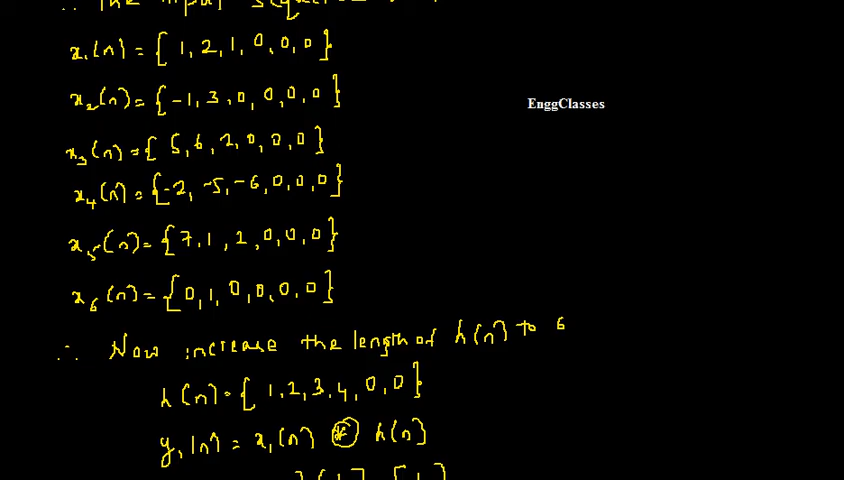 ∴ The input sequence
x₁(n) = { 1, 2, 1, 0, 0, 0 }
x₂(n) = { -1, 3, 0, 0, 0, 0 }
EnggClasses
x₃(n) = { 5, 6, 2, 0, 0, 0 }
x₄(n) = { -2, -5, -6, 0, 0, 0 }
x₅(n) = { 7, 1, 2, 0, 0, 0 }
x₆(n) = { 0, 1, 0, 0, 0, 0 }
∴ Now increase the length of h(n) to 6
h(n) = { 1, 2, 3, 4, 0, 0 }
y₁(n) = x₁(n) ⊛ h(n)